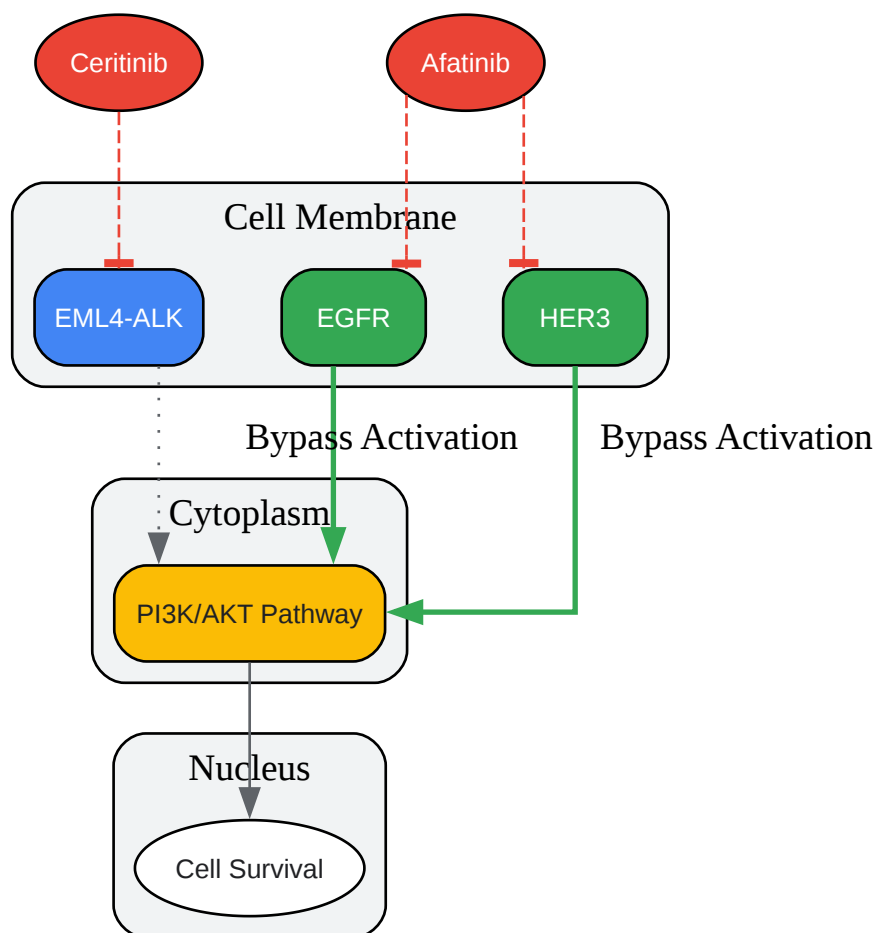 Ceritinib
Afatinib
Cell Membrane
EML4-ALK
EGFR
HER3
Bypass Activation
Bypass Activation
Cytoplasm
PI3K/AKT Pathway
Nucleus
Cell Survival